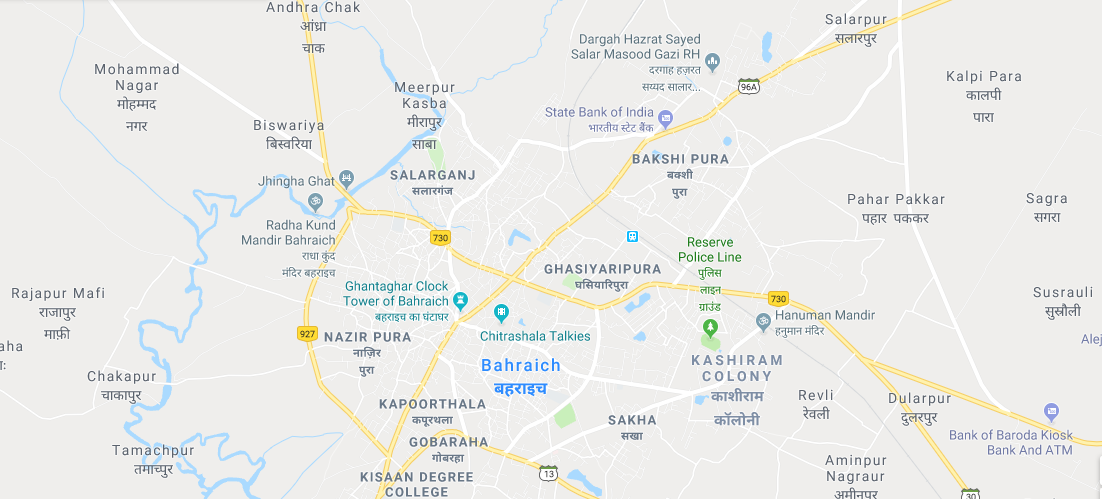 Andhra Chak
आंध्रा
चाक
Salarpur
सलारपुर
Dargah Hazrat Sayed
Salar Masood Gazi RH
दरगाह हज़रत
सय्यद सालार...
Mohammad
Nagar
मोहम्मद
नगर
Kalpi Para
कालपी
पारा
Meerpur
Kasba
मीरापुर
साबा
96A
State Bank of India
भारतीय स्टेट बैंक
Biswariya
बिस्वरिया
BAKSHI PURA
बक्शी
पुरा
SALARGANJ
सलारगंज
Jhingha Ghat
Pahar Pakkar
पहार पक्कर
Sagra
सगरा
Radha Kund
Mandir Bahraich
राधा कुंद
मंदिर बहराइच
730
Reserve
Police Line
पुलिस
लाइन
ग्राउंड
GHASIYARIPURA
घसियारिपुरा
Ghantaghar Clock
Tower of Bahraich
बहराइच का घंटाघर
Rajapur Mafi
राजापुर
माफ़ी
730
Susrauli
सुस्रौली
Hanuman Mandir
हनुमान मंदिर
927
NAZIR PURA
नाज़िर
पुरा
Chitrashala Talkies
Alej
aha
ा:
Bahraich
बहराइच
KASHIRAM
COLONY
काशीराम
कॉलोनी
Chakapur
चाकापुर
Revli
रेवली
Dularpur
दुलरपुर
KAPOORTHALA
कपूरथला
SAKHA
सखा
Bank of Baroda Kiosk
Bank And ATM
GOBARAHA
गोबरहा
Tamachpur
तमाच्पुर
Aminpur
Nagraur
अमीनपुर
KISAAN DEGREE
COLLEGE
13
30